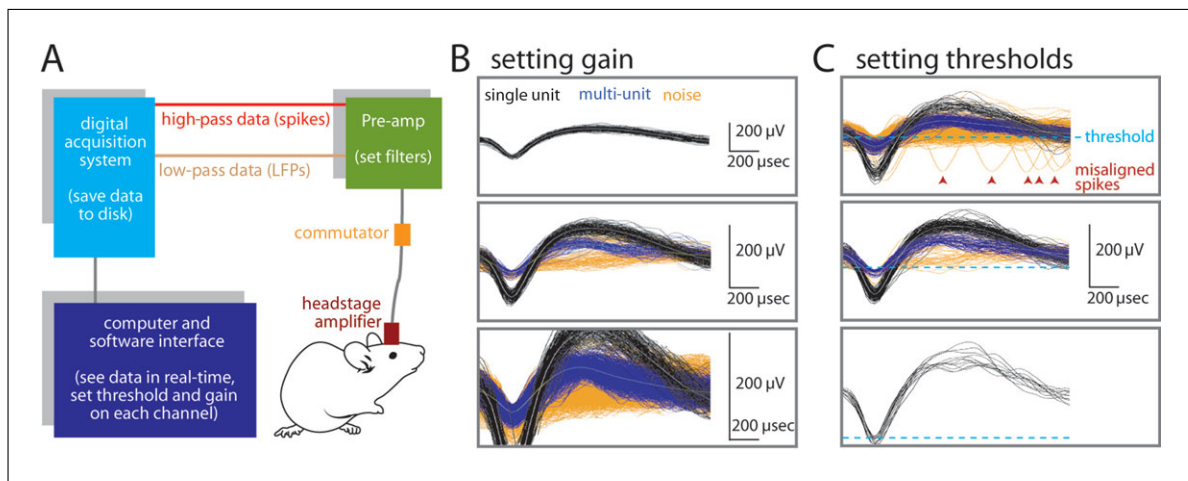 A
digital
acquisition
system
(save data
to disk)
high-pass data (spikes)
low-pass data (LFPs)
Pre-amp
(set filters)
commutator
headstage
amplifier
computer and
software interface
(see data in real-time,
set threshold and gain
on each channel)
B setting gain
single unit multi-unit noise
200 µV
200 µsec
200 µV
200 µsec
200 µV
200 µsec
C setting thresholds
threshold
misaligned
spikes
200 µV
200 µsec